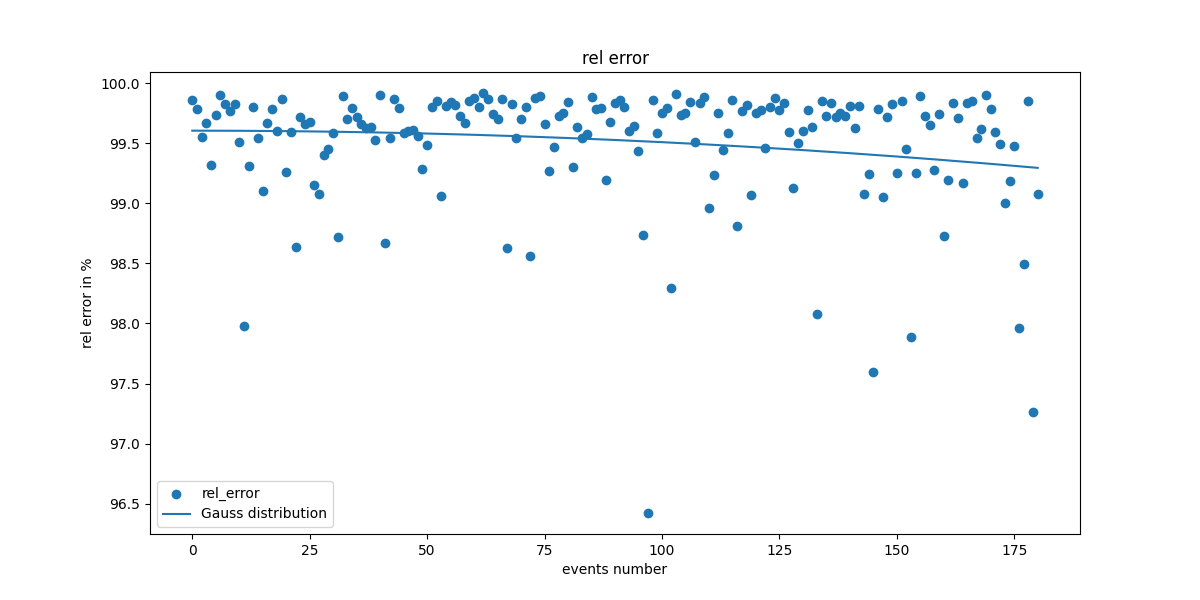 rel error
100.0
99.5
99.0
98.5
98.0
97.5
97.0
96.5
rel error in %
rel_error
Gauss distribution
0 25 50 75 100 125 150 175
events number